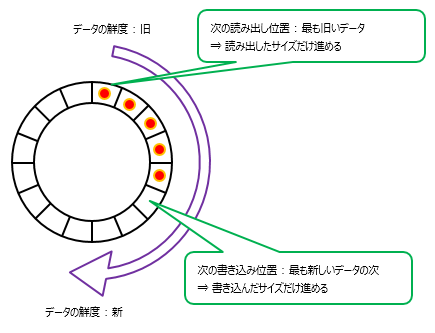 データの鮮度：旧
次の読み出し位置：最も旧いデータ
⇒ 読み出したサイズだけ進める
次の書き込み位置：最も新しいデータの次
⇒ 書き込んだサイズだけ進める
データの鮮度：新